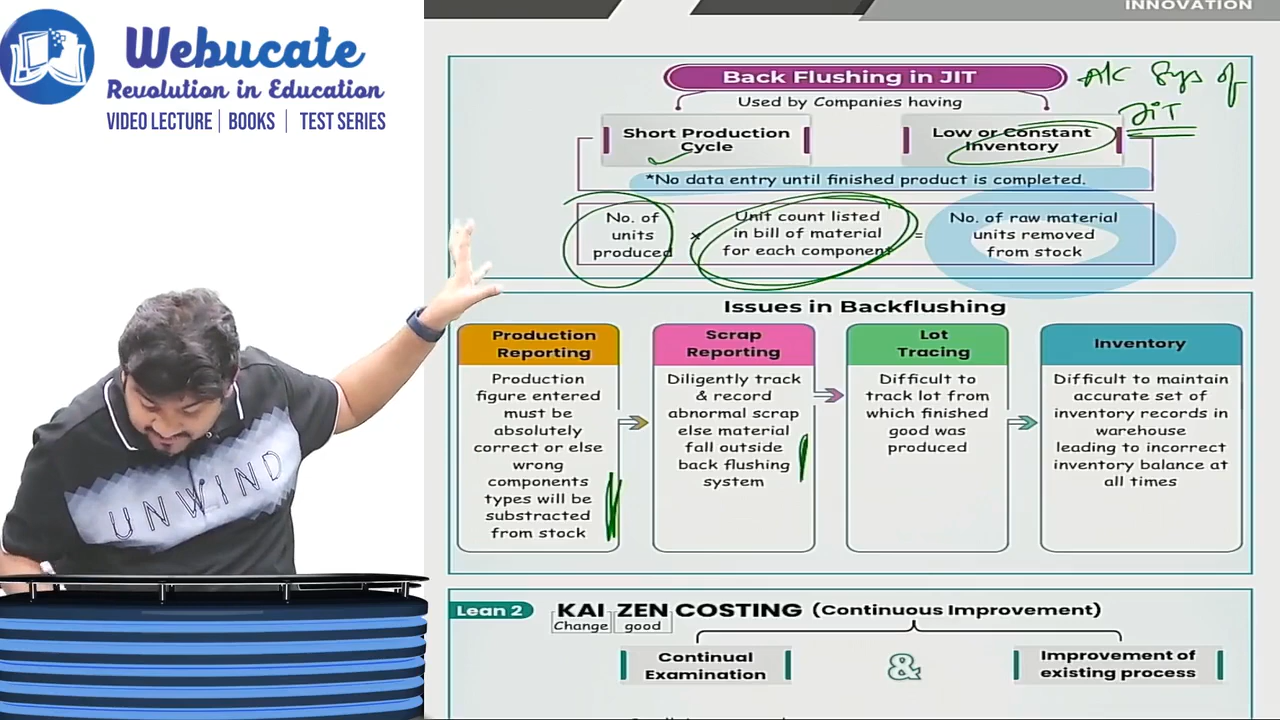 Webucate
Revolution in Education
VIDEO LECTURE | BOOKS | TEST SERIES
INNOVATION
Back Flushing in JIT
A/c Sys of
JIT
Used by Companies having
Short Production
Cycle
Low or Constant
Inventory
*No data entry until finished product is completed.
No. of
units
produced
×
Unit count listed
in bill of material
for each component
=
No. of raw material
units removed
from stock
Issues in Backflushing
Production
Reporting
Production
figure entered
must be
absolutely
correct or else
wrong
components
types will be
substracted
from stock
Scrap
Reporting
Diligently track
& record
abnormal scrap
else material
fall outside
back flushing
system
Lot
Tracing
Difficult to
track lot from
which finished
good was
produced
Inventory
Difficult to maintain
accurate set of
inventory records in
warehouse
leading to incorrect
inventory balance at
all times
UNWIND
Lean 2
KAI ZEN COSTING (Continuous Improvement)
Change good
Continual
Examination
&
Improvement of
existing process